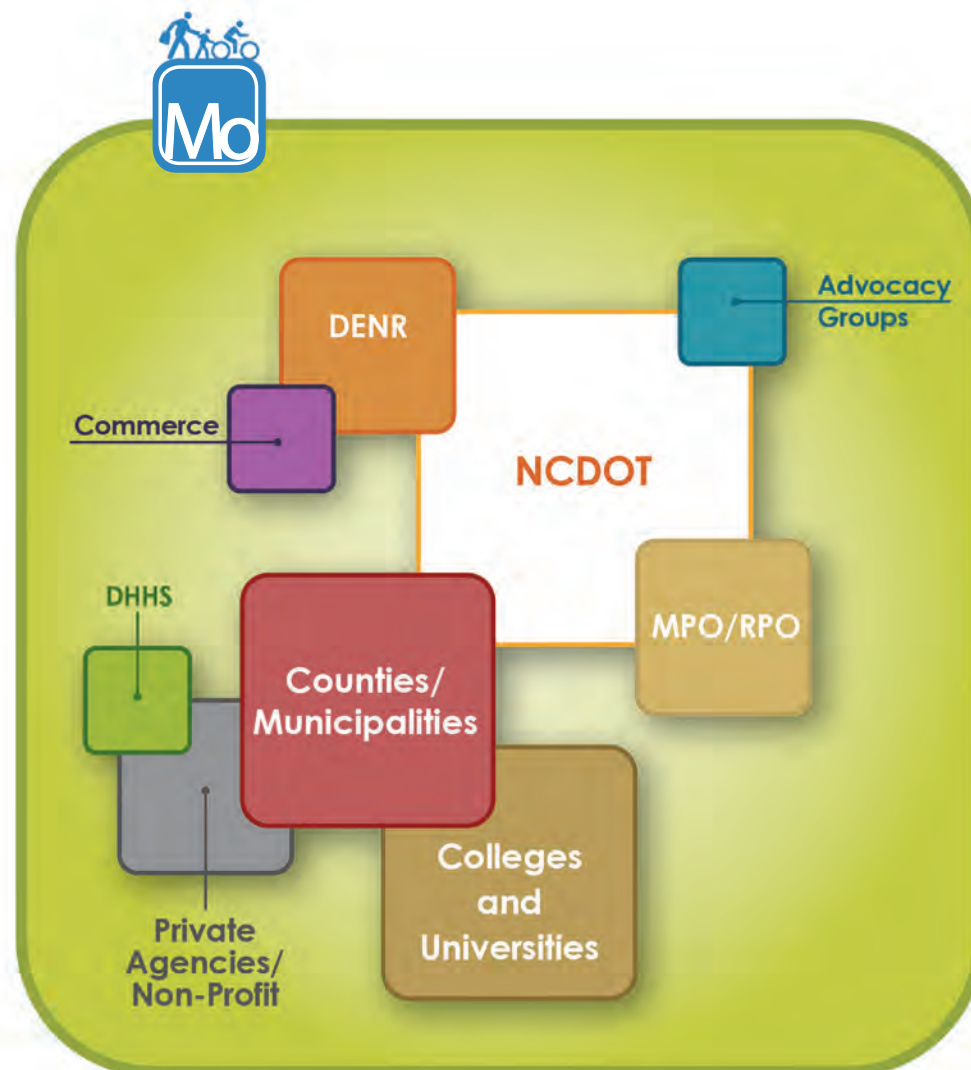 Mo
DENR
Advocacy
Groups
Commerce
NCDOT
DHHS
MPO/RPO
Counties/
Municipalities
Colleges
and
Universities
Private
Agencies/
Non-Profit